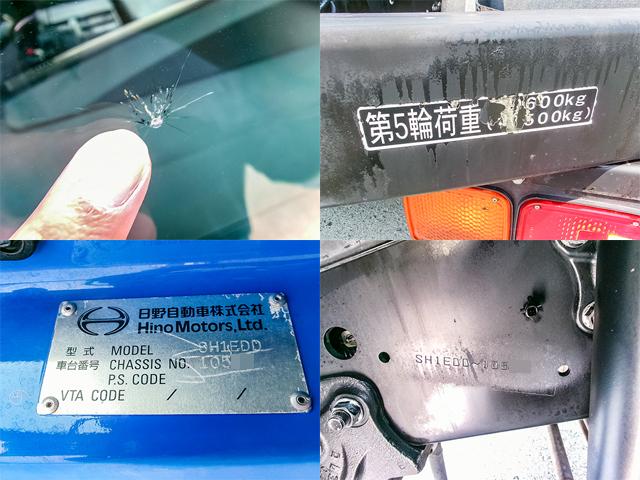 第5輪荷重
600kg
500kg)
日野自動車株式会社
Hino Motors, Ltd.
型式 MODEL SH1EDD
車台番号 CHASSIS NO. 105
P.S. CODE
VTA CODE / /
SH1EDD-105